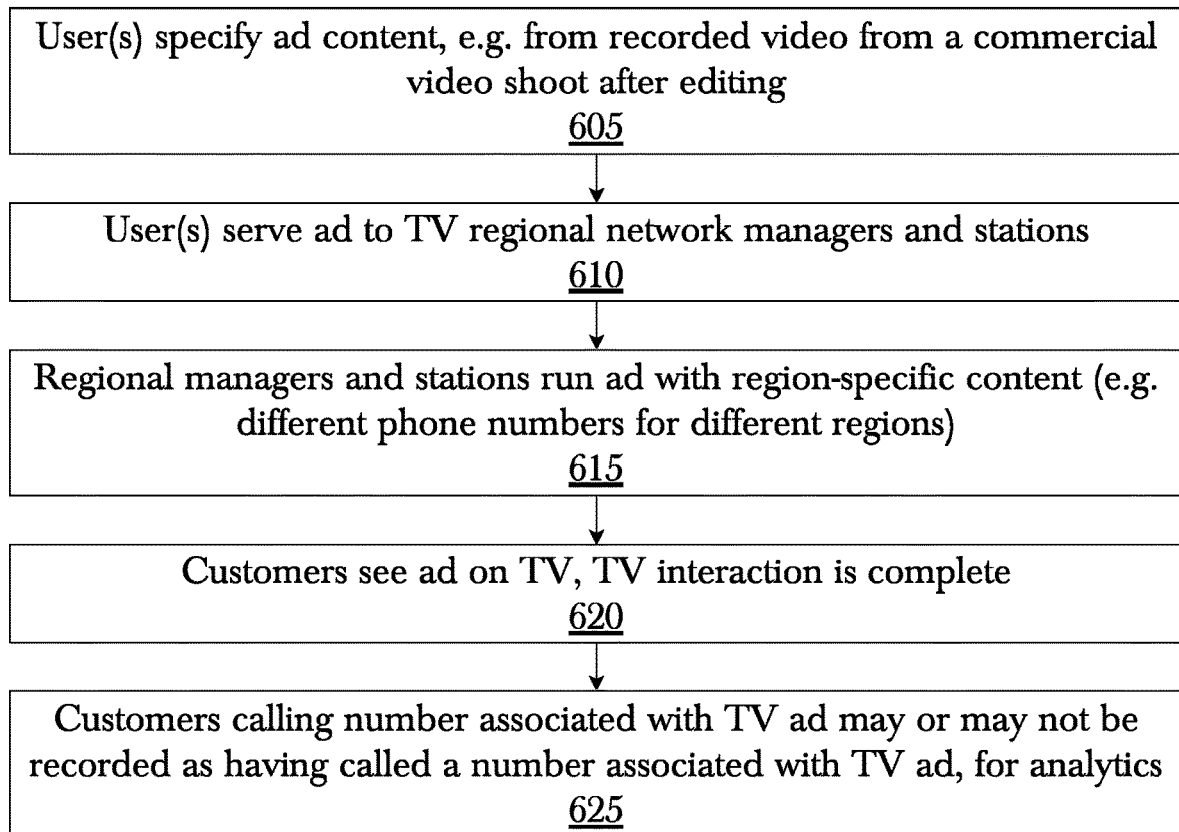 User(s) specify ad content, e.g. from recorded video from a commercial
video shoot after editing
605
User(s) serve ad to TV regional network managers and stations
610
Regional managers and stations run ad with region-specific content (e.g.
different phone numbers for different regions)
615
Customers see ad on TV, TV interaction is complete
620
Customers calling number associated with TV ad may or may not be
recorded as having called a number associated with TV ad, for analytics
625